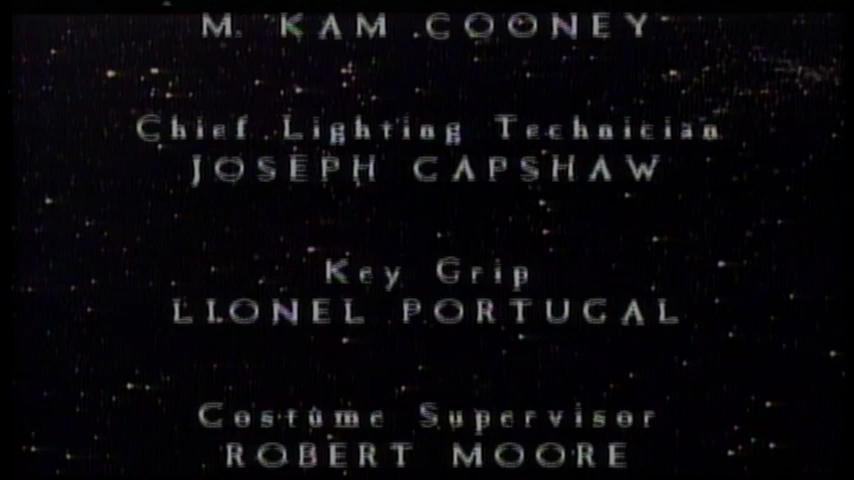 M. KAM COONEY
Chief Lighting Technician
JOSEPH CAPSHAW
Key Grip
LIONEL PORTUGAL
Costume Supervisor
ROBERT MOORE